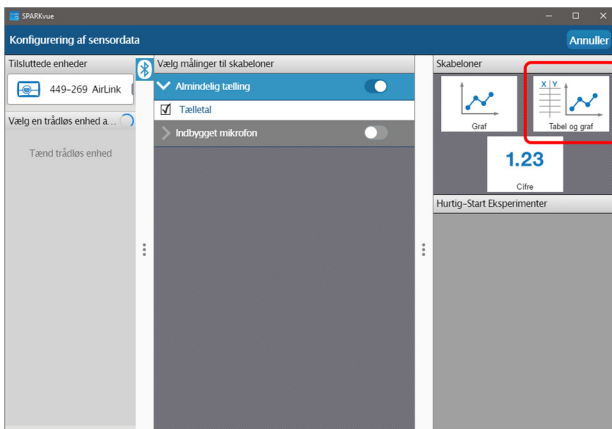 SPARKvue
Konfigurering af sensordata
Annuller
Tilsluttede enheder
449-269 AirLink
Vælg en trådløs enhed a...
Tænd trådløs enhed
Vælg målinger til skabeloner
Almindelig tælling
Tælletal
Indbygget mikrofon
Skabeloner
Graf
X Y
Tabel og graf
1.23
Cifre
Hurtig-Start Eksperimenter